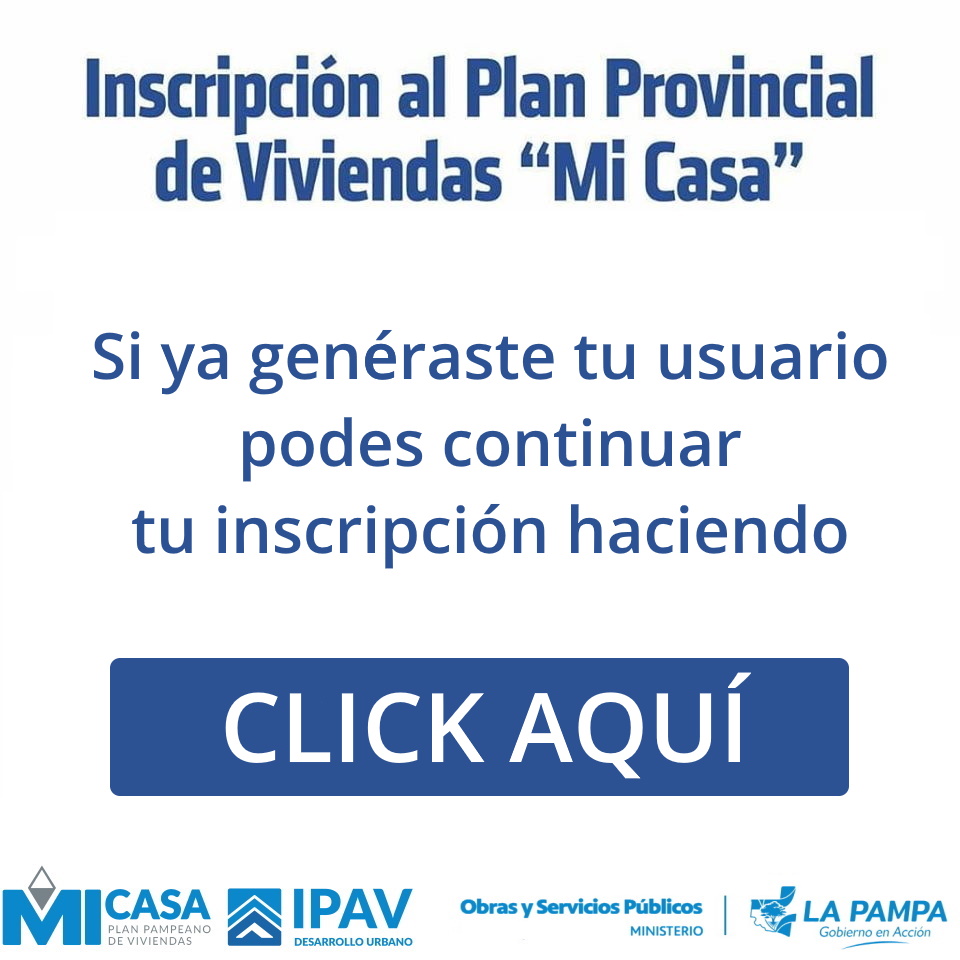 Inscripción al Plan Provincial
de Viviendas “Mi Casa”
Si ya genéraste tu usuario
podes continuar
tu inscripción haciendo
CLICK AQUÍ
MI CASA
PLAN PAMPEANO
DE VIVIENDAS
IPAV
DESARROLLO URBANO
Obras y Servicios Públicos
MINISTERIO
LA PAMPA
Gobierno en Acción